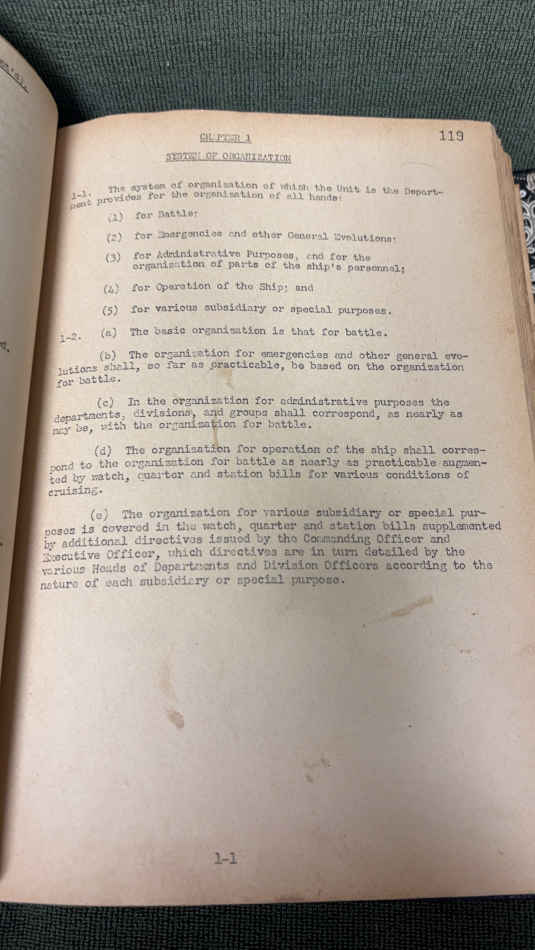 CHAPTER 1
119
SYSTEM OF ORGANIZATION
1-1. The system of organization of which the Unit is the Depart-
ment provides for the organization of all hands:
(1) for Battle;
(2) for Emergencies and other General Evolutions;
(3) for Administrative Purposes, and for the
organization of parts of the ship's personnel;
(4) for Operation of the Ship; and
(5) for various subsidiary or special purposes.
1-2. (a) The basic organization is that for battle.
(b) The organization for emergencies and other general evo-
lutions shall, so far as practicable, be based on the organization
for battle.
(c) In the organization for administrative purposes the
departments, divisions, and groups shall correspond, as nearly as
may be, with the organization for battle.
(d) The organization for operation of the ship shall corres-
pond to the organization for battle as nearly as practicable augmen-
ted by watch, quarter and station bills for various conditions of
cruising.
(e) The organization for various subsidiary or special pur-
poses is covered in the watch, quarter and station bills supplemented
by additional directives issued by the Commanding Officer and
Executive Officer, which directives are in turn detailed by the
various Heads of Departments and Division Officers according to the
nature of each subsidiary or special purpose.
1-1